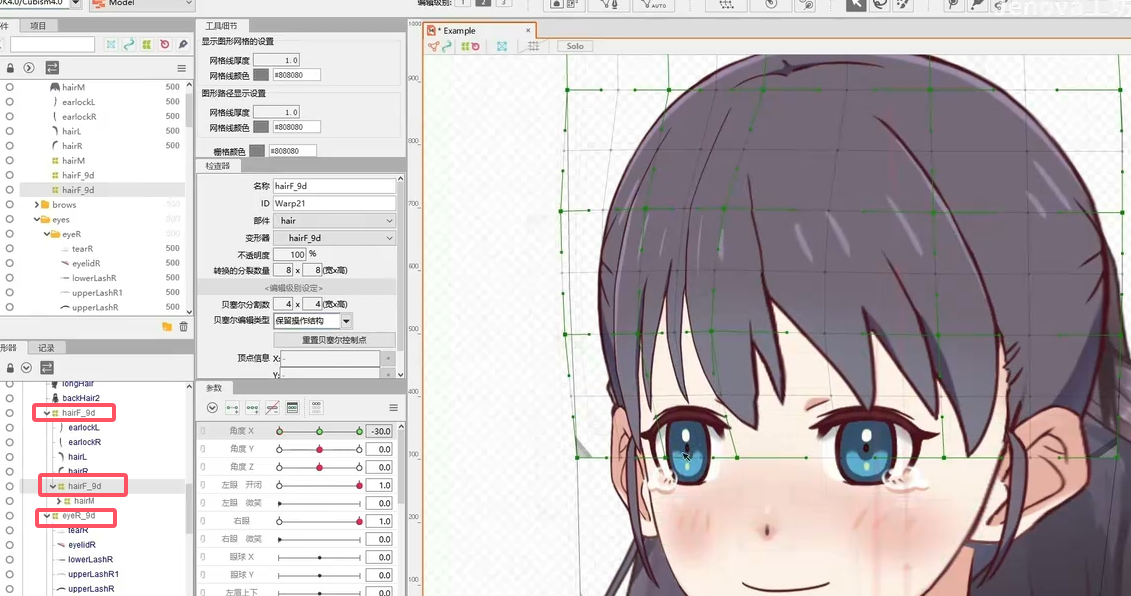 K4.0/Cubism4.0 Model 编辑级别: 1 2 3 AUTO
件 项目
hairM 500
earlockL 500
earlockR 500
hairL 500
hairR 500
hairM
hairF_9d
hairF_9d
brows 500
eyes 500
eyeR 500
tearR 500
eyelidR 500
lowerLashR 500
upperLashR1 500
upperLashR 500
形器 记录
longHair
backHair2
hairF_9d
earlockL
earlockR
hairL
hairR
hairF_9d
hairM
eyeR_9d
tearR
eyelidR
lowerLashR
upperLashR1
upperLashR
工具细节
显示图形网格的设置
网格线厚度 1.0
网格线颜色 #808080
图形路径显示设置
网格线厚度 1.0
网格线颜色 #808080
栅格颜色 #808080
检查器
名称 hairF_9d
ID Warp21
部件 hair
变形器 hairF_9d
不透明度 100 %
转换的分裂数量 8 x 8 (宽x高)
<编辑级别设定>
贝塞尔分割数 4 x 4 (宽x高)
贝塞尔编辑类型 保留操作结构
重置贝塞尔控制点
顶点信息 X: -
Y: -
参数
角度 X -30.0
角度 Y 0.0
角度 Z 0.0
左眼 开闭 1.0
左眼 微笑 0.0
右眼 1.0
右眼 微笑 0.0
眼球 X 0.0
眼球 Y 0.0
左眉上下 0.0
* Example ×
Solo
1000
900
800
700
600
500
400
300
200
100